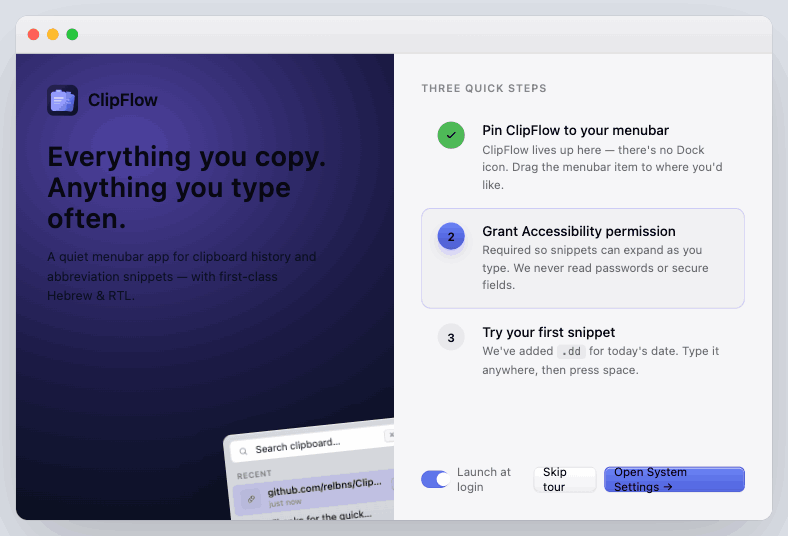 ClipFlow
Everything you copy.
Anything you type
often.
A quiet menubar app for clipboard history and
abbreviation snippets — with first-class
Hebrew & RTL.
Search clipboard...
RECENT
github.com/relbns/Clip...
just now
for the quick...
THREE QUICK STEPS
Pin ClipFlow to your menubar
ClipFlow lives up here — there's no Dock
icon. Drag the menubar item to where you'd
like.
2
Grant Accessibility permission
Required so snippets can expand as you
type. We never read passwords or secure
fields.
3
Try your first snippet
We've added .dd for today's date. Type it
anywhere, then press space.
Launch at
login
Skip
tour
Open System
Settings →